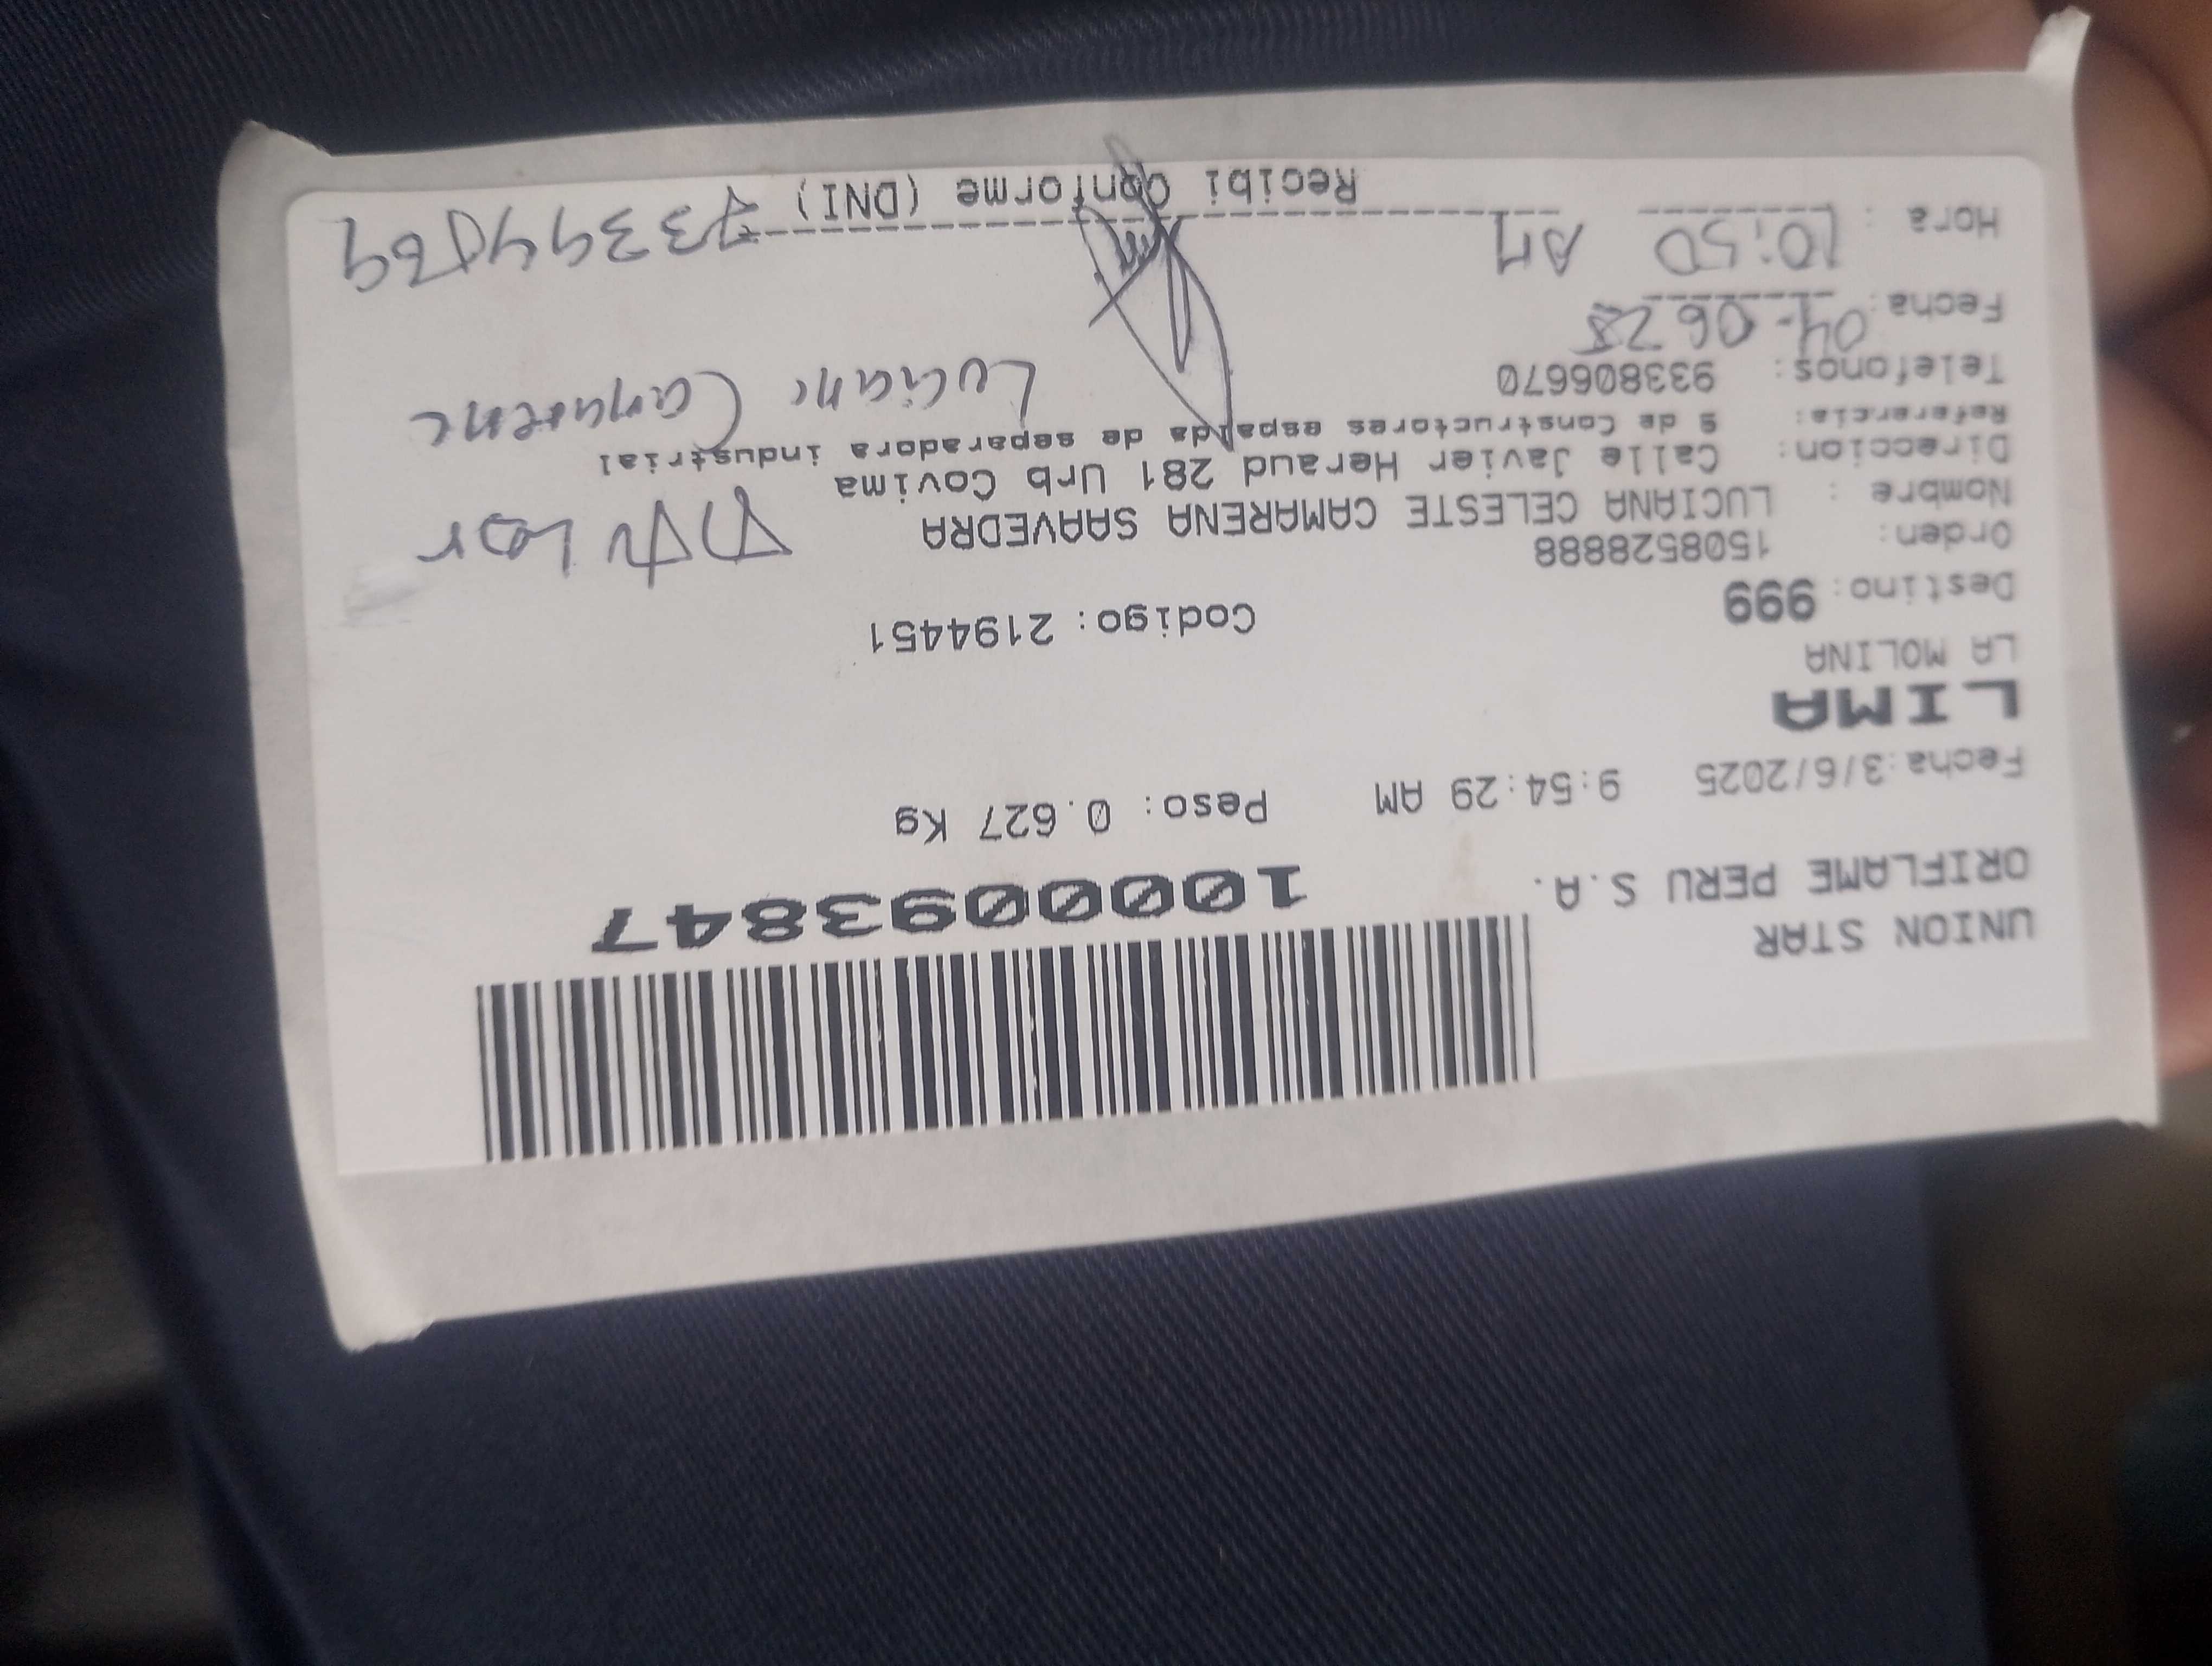 UNION STAR
ORIFLAME PERU S.A.
1000093847
Fecha:3/6/2025 9:54:29 AM Peso: 0.627 Kg
LIMA
LA MOLINA
Destino: 999 Codigo: 2194451
Orden: 1508528888
Nombre : LUCIANA CELESTE CAMARENA SAAVEDRA
Direccion: Calle Javier Heraud 281 Urb Covima
Referencia: 9 de Constructores espalda de separadora industrial
Telefonos: 933806670
Luciana Camarena
Fecha: 04-06 25
Hora : 10:50 AM
Recibi Conforme (DNI)